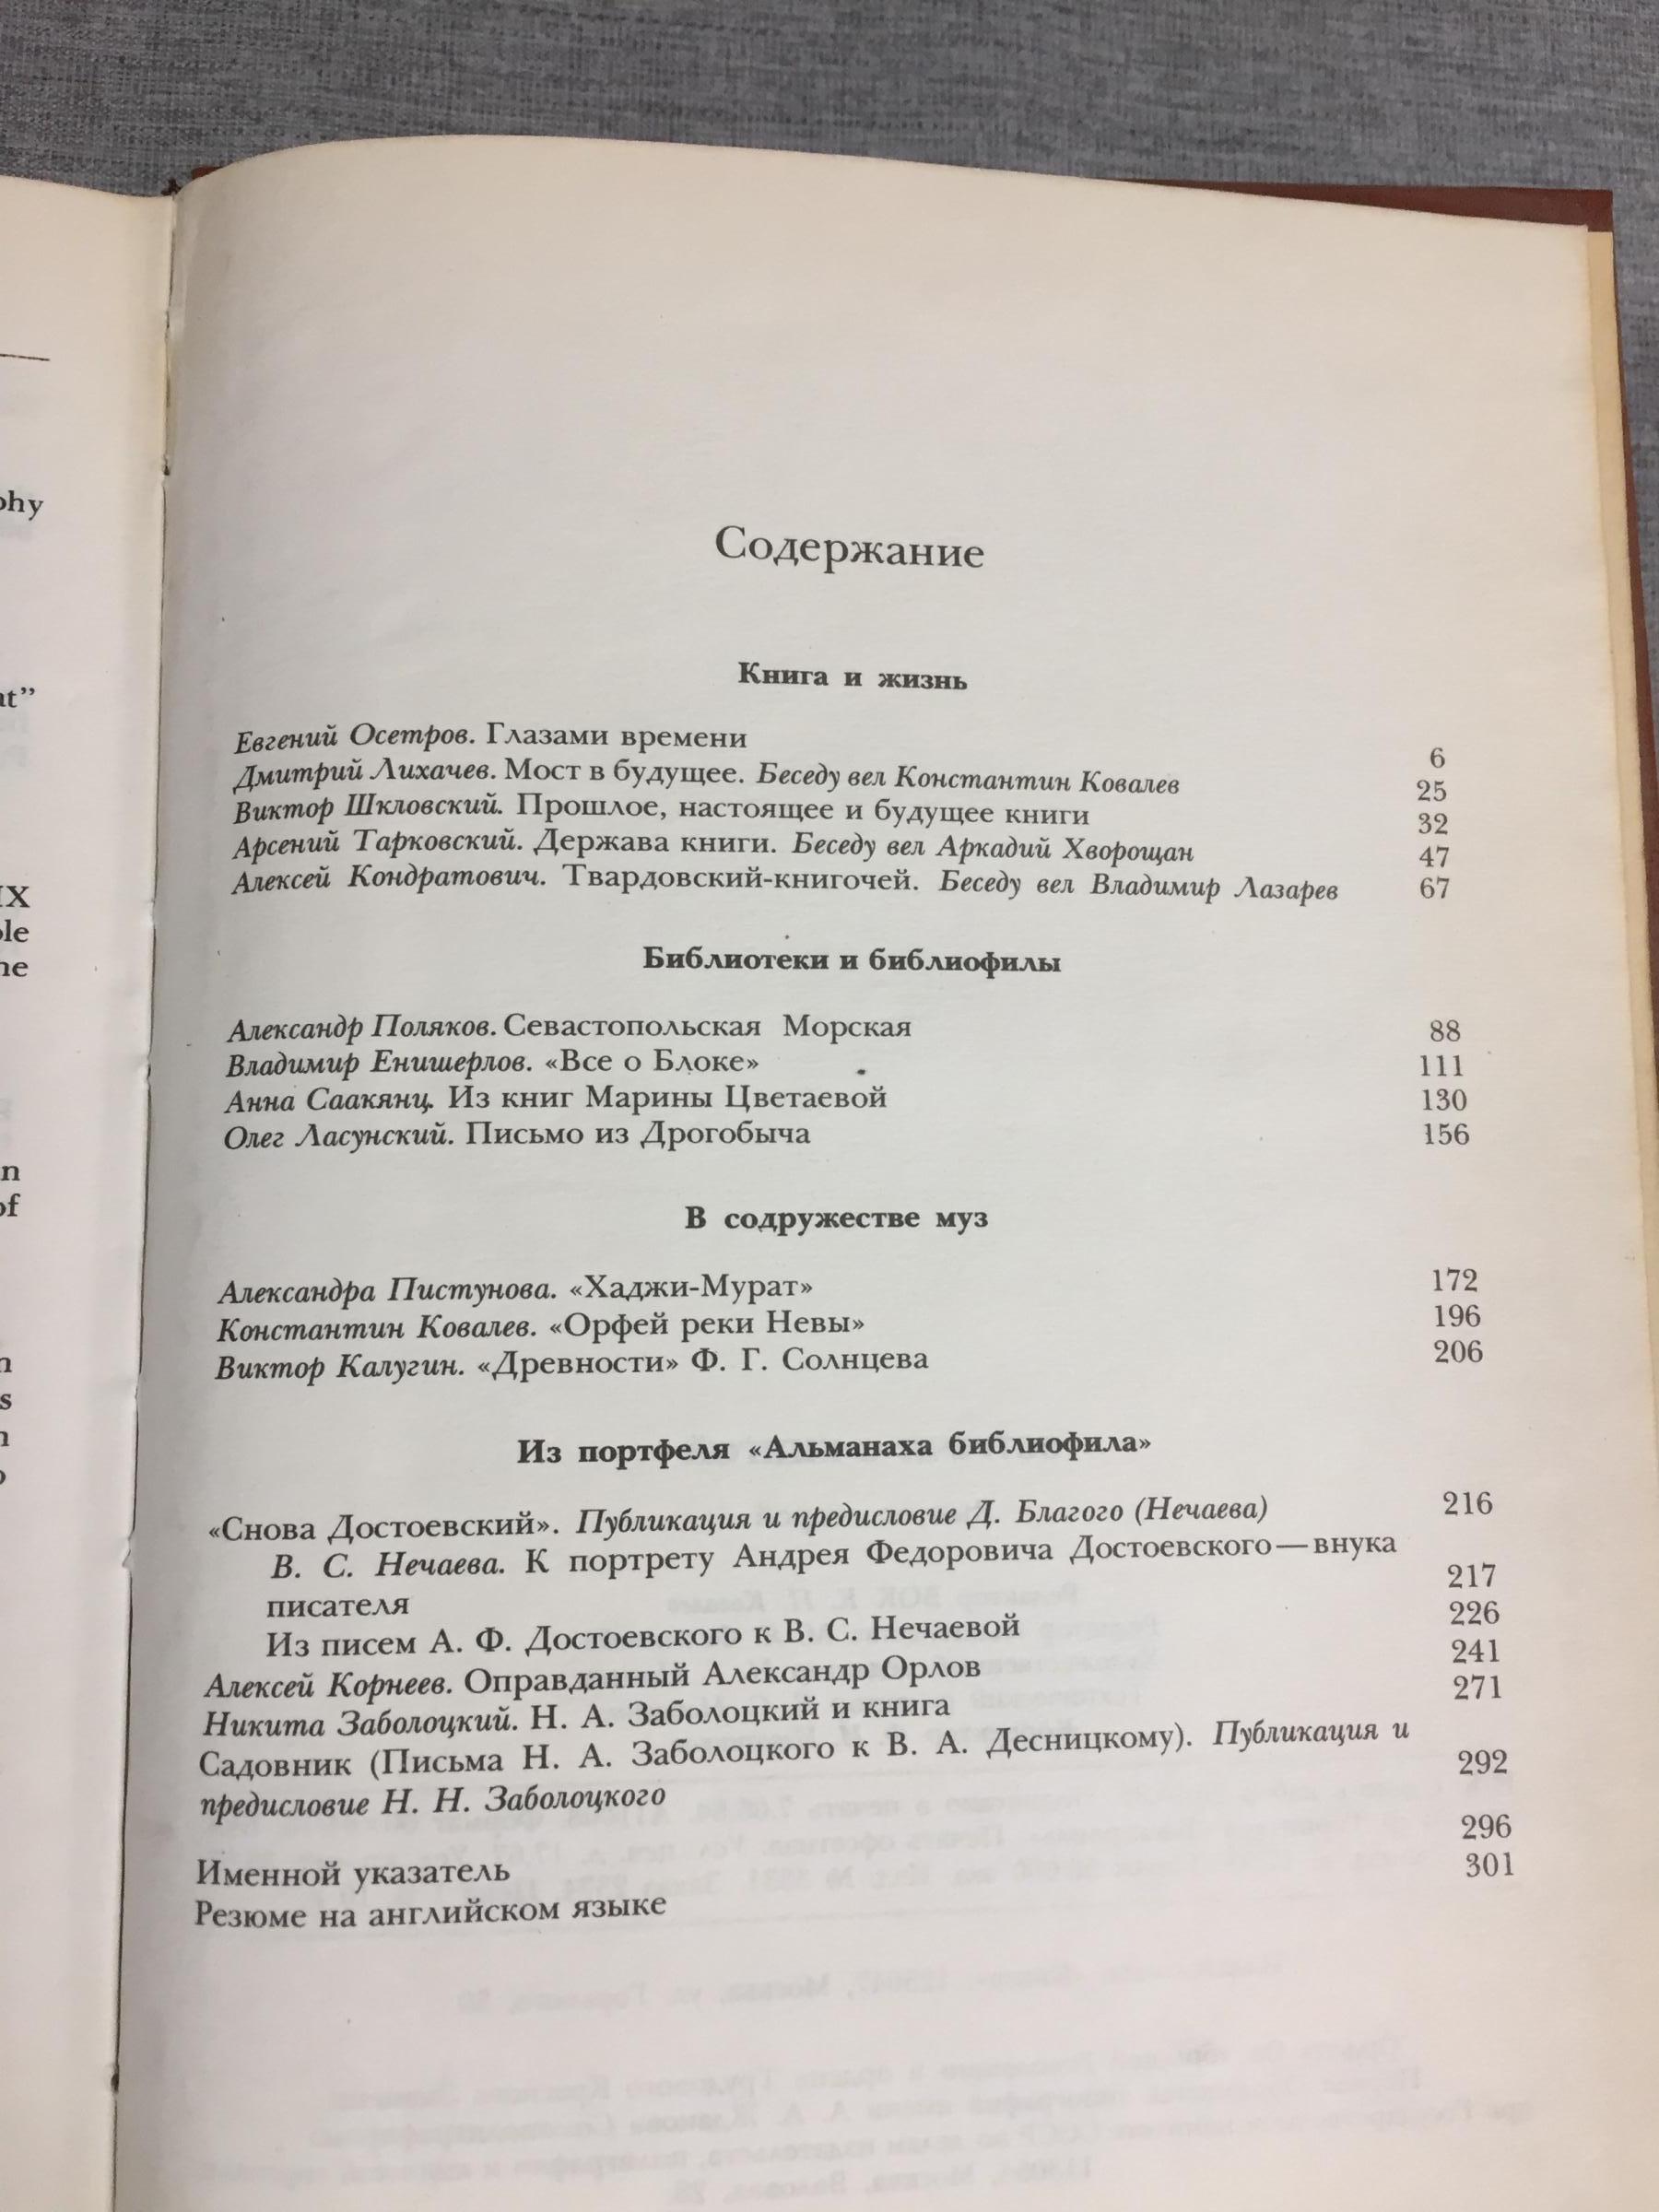 phy
at”
IX
ne
n
of
Содержание
Книга и жизнь
Евгений Осетров. Глазами времени 6
Дмитрий Лихачев. Мост в будущее. Беседу вел Константин Ковалев 25
Виктор Шкловский. Прошлое, настоящее и будущее книги 32
Арсений Тарковский. Держава книги. Беседу вел Аркадий Хворощан 47
Алексей Кондратович. Твардовский-книгочей. Беседу вел Владимир Лазарев 67
Библиотеки и библиофилы
Александр Поляков. Севастопольская Морская 88
Владимир Енишерлов. «Все о Блоке» 111
Анна Саакянц. Из книг Марины Цветаевой 130
Олег Ласунский. Письмо из Дрогобыча 156
В содружестве муз
Александра Пистунова. «Хаджи-Мурат» 172
Константин Ковалев. «Орфей реки Невы» 196
Виктор Калугин. «Древности» Ф. Г. Солнцева 206
Из портфеля «Альманаха библиофила»
«Снова Достоевский». Публикация и предисловие Д. Благого (Нечаева) 216
В. С. Нечаева. К портрету Андрея Федоровича Достоевского—внука
писателя 217
Из писем А. Ф. Достоевского к В. С. Нечаевой 226
Алексей Корнеев. Оправданный Александр Орлов 241
Никита Заболоцкий. Н. А. Заболоцкий и книга 271
Садовник (Письма Н. А. Заболоцкого к В. А. Десницкому). Публикация и
предисловие Н. Н. Заболоцкого 292
Именной указатель 296
Резюме на английском языке 301